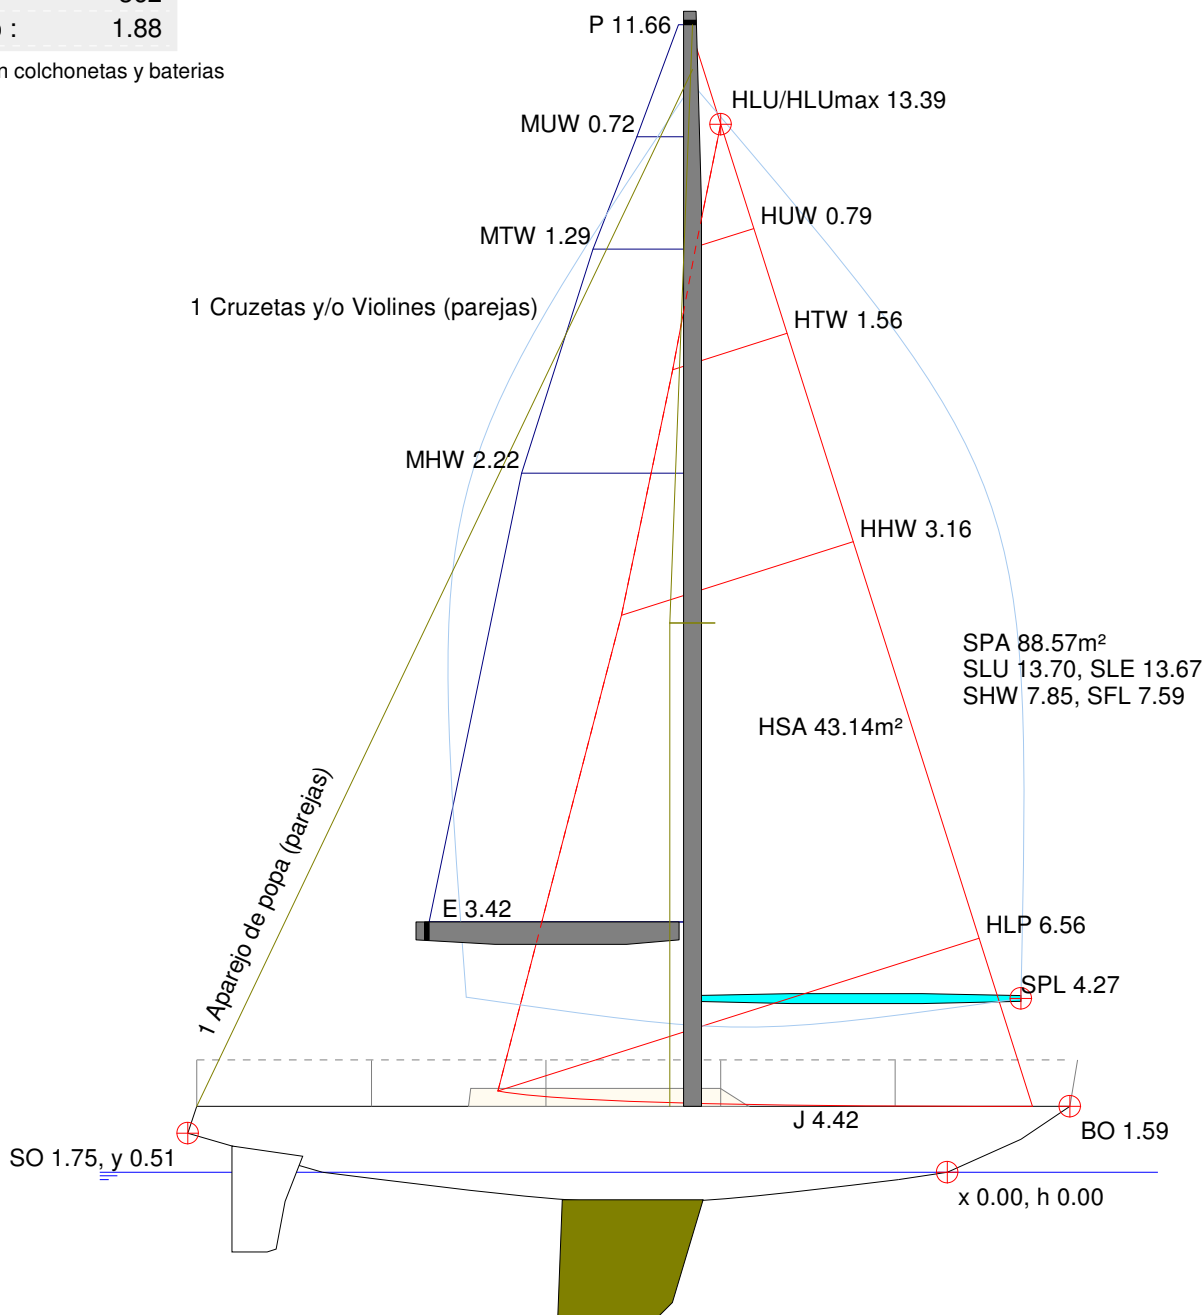 1.88
n colchonetas y baterias
P 11.66
HLU/HLUmax 13.39
MUW 0.72
HUW 0.79
MTW 1.29
1 Cruzetas y/o Violines (parejas)
HTW 1.56
MHW 2.22
HHW 3.16
SPA 88.57m²
SLU 13.70, SLE 13.67
SHW 7.85, SFL 7.59
HSA 43.14m²
1 Aparejo de popa (parejas)
E 3.42
HLP 6.56
SPL 4.27
J 4.42
BO 1.59
SO 1.75, y 0.51
x 0.00, h 0.00